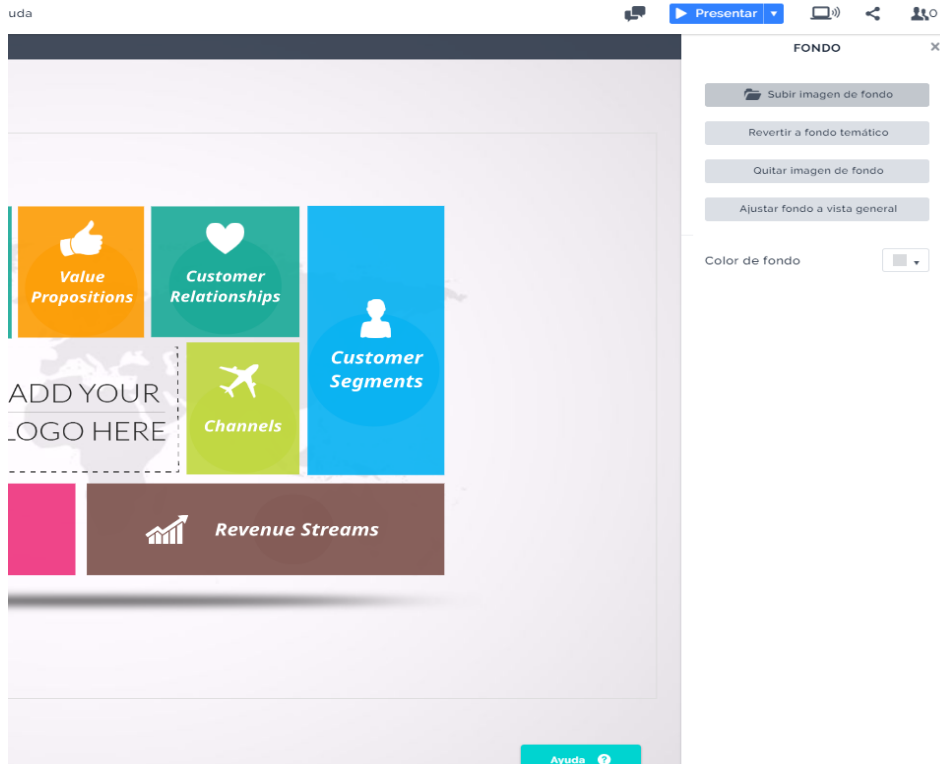 uda
Presentar
0
FONDO
Subir imagen de fondo
Revertir a fondo temático
Quitar imagen de fondo
Ajustar fondo a vista general
Color de fondo
Value
Propositions
Customer
Relationships
Customer
Segments
ADD YOUR
LOGO HERE
Channels
Revenue Streams
Ayuda ?